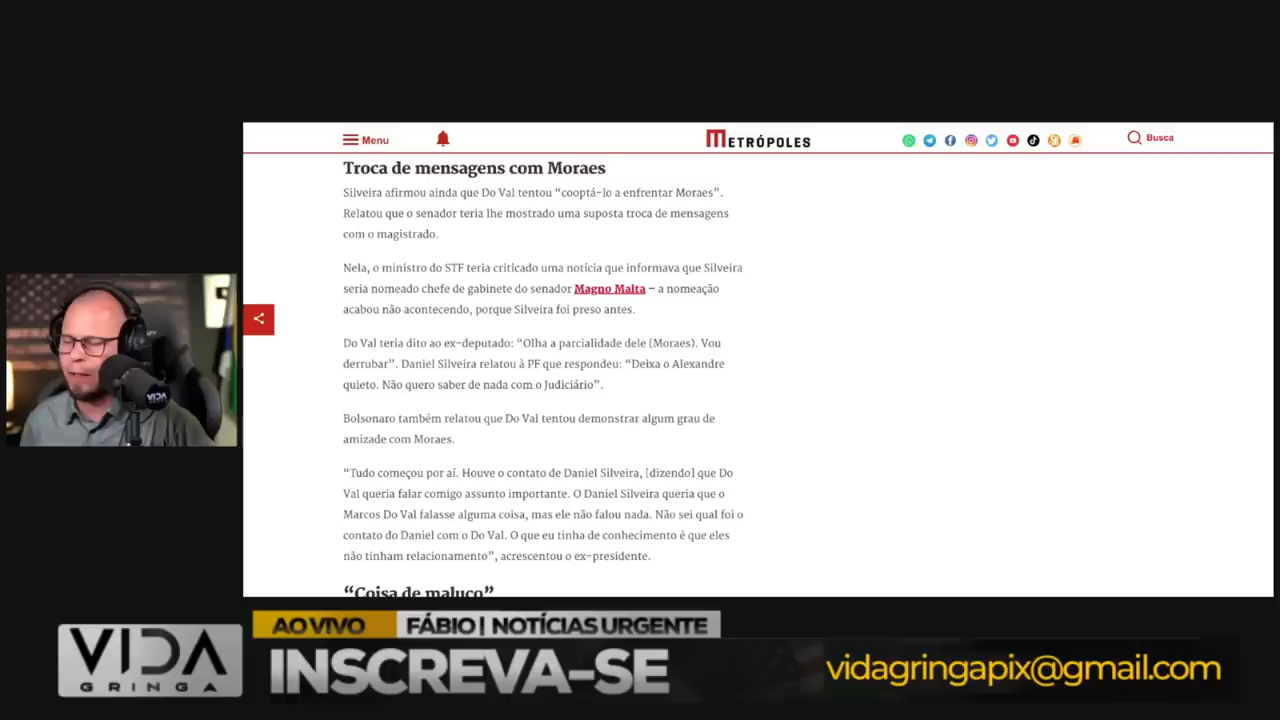 Menu
METRÓPOLES
Busca
Troca de mensagens com Moraes
Silveira afirmou ainda que Do Val tentou “cooptá-lo a enfrentar Moraes”.
Relatou que o senador teria lhe mostrado uma suposta troca de mensagens
com o magistrado.
Nela, o ministro do STF teria criticado uma notícia que informava que Silveira
seria nomeado chefe de gabinete do senador Magno Malta – a nomeação
acabou não acontecendo, porque Silveira foi preso antes.
Do Val teria dito ao ex-deputado: “Olha a parcialidade dele (Moraes). Vou
derrubar”. Daniel Silveira relatou à PF que respondeu: “Deixa o Alexandre
quieto. Não quero saber de nada com o Judiciário”.
Bolsonaro também relatou que Do Val tentou demonstrar algum grau de
amizade com Moraes.
“Tudo começou por aí. Houve o contato de Daniel Silveira, [dizendo] que Do
Val queria falar comigo assunto importante. O Daniel Silveira queria que o
Marcos Do Val falasse alguma coisa, mas ele não falou nada. Não sei qual foi o
contato do Daniel com o Do Val. O que eu tinha de conhecimento é que eles
não tinham relacionamento”, acrescentou o ex-presidente.
“Coisa de maluco”
VIDA
AO VIVO
FÁBIO | NOTÍCIAS URGENTE
VIDA
GRINGA
INSCREVA-SE
vidagringapix@gmail.com